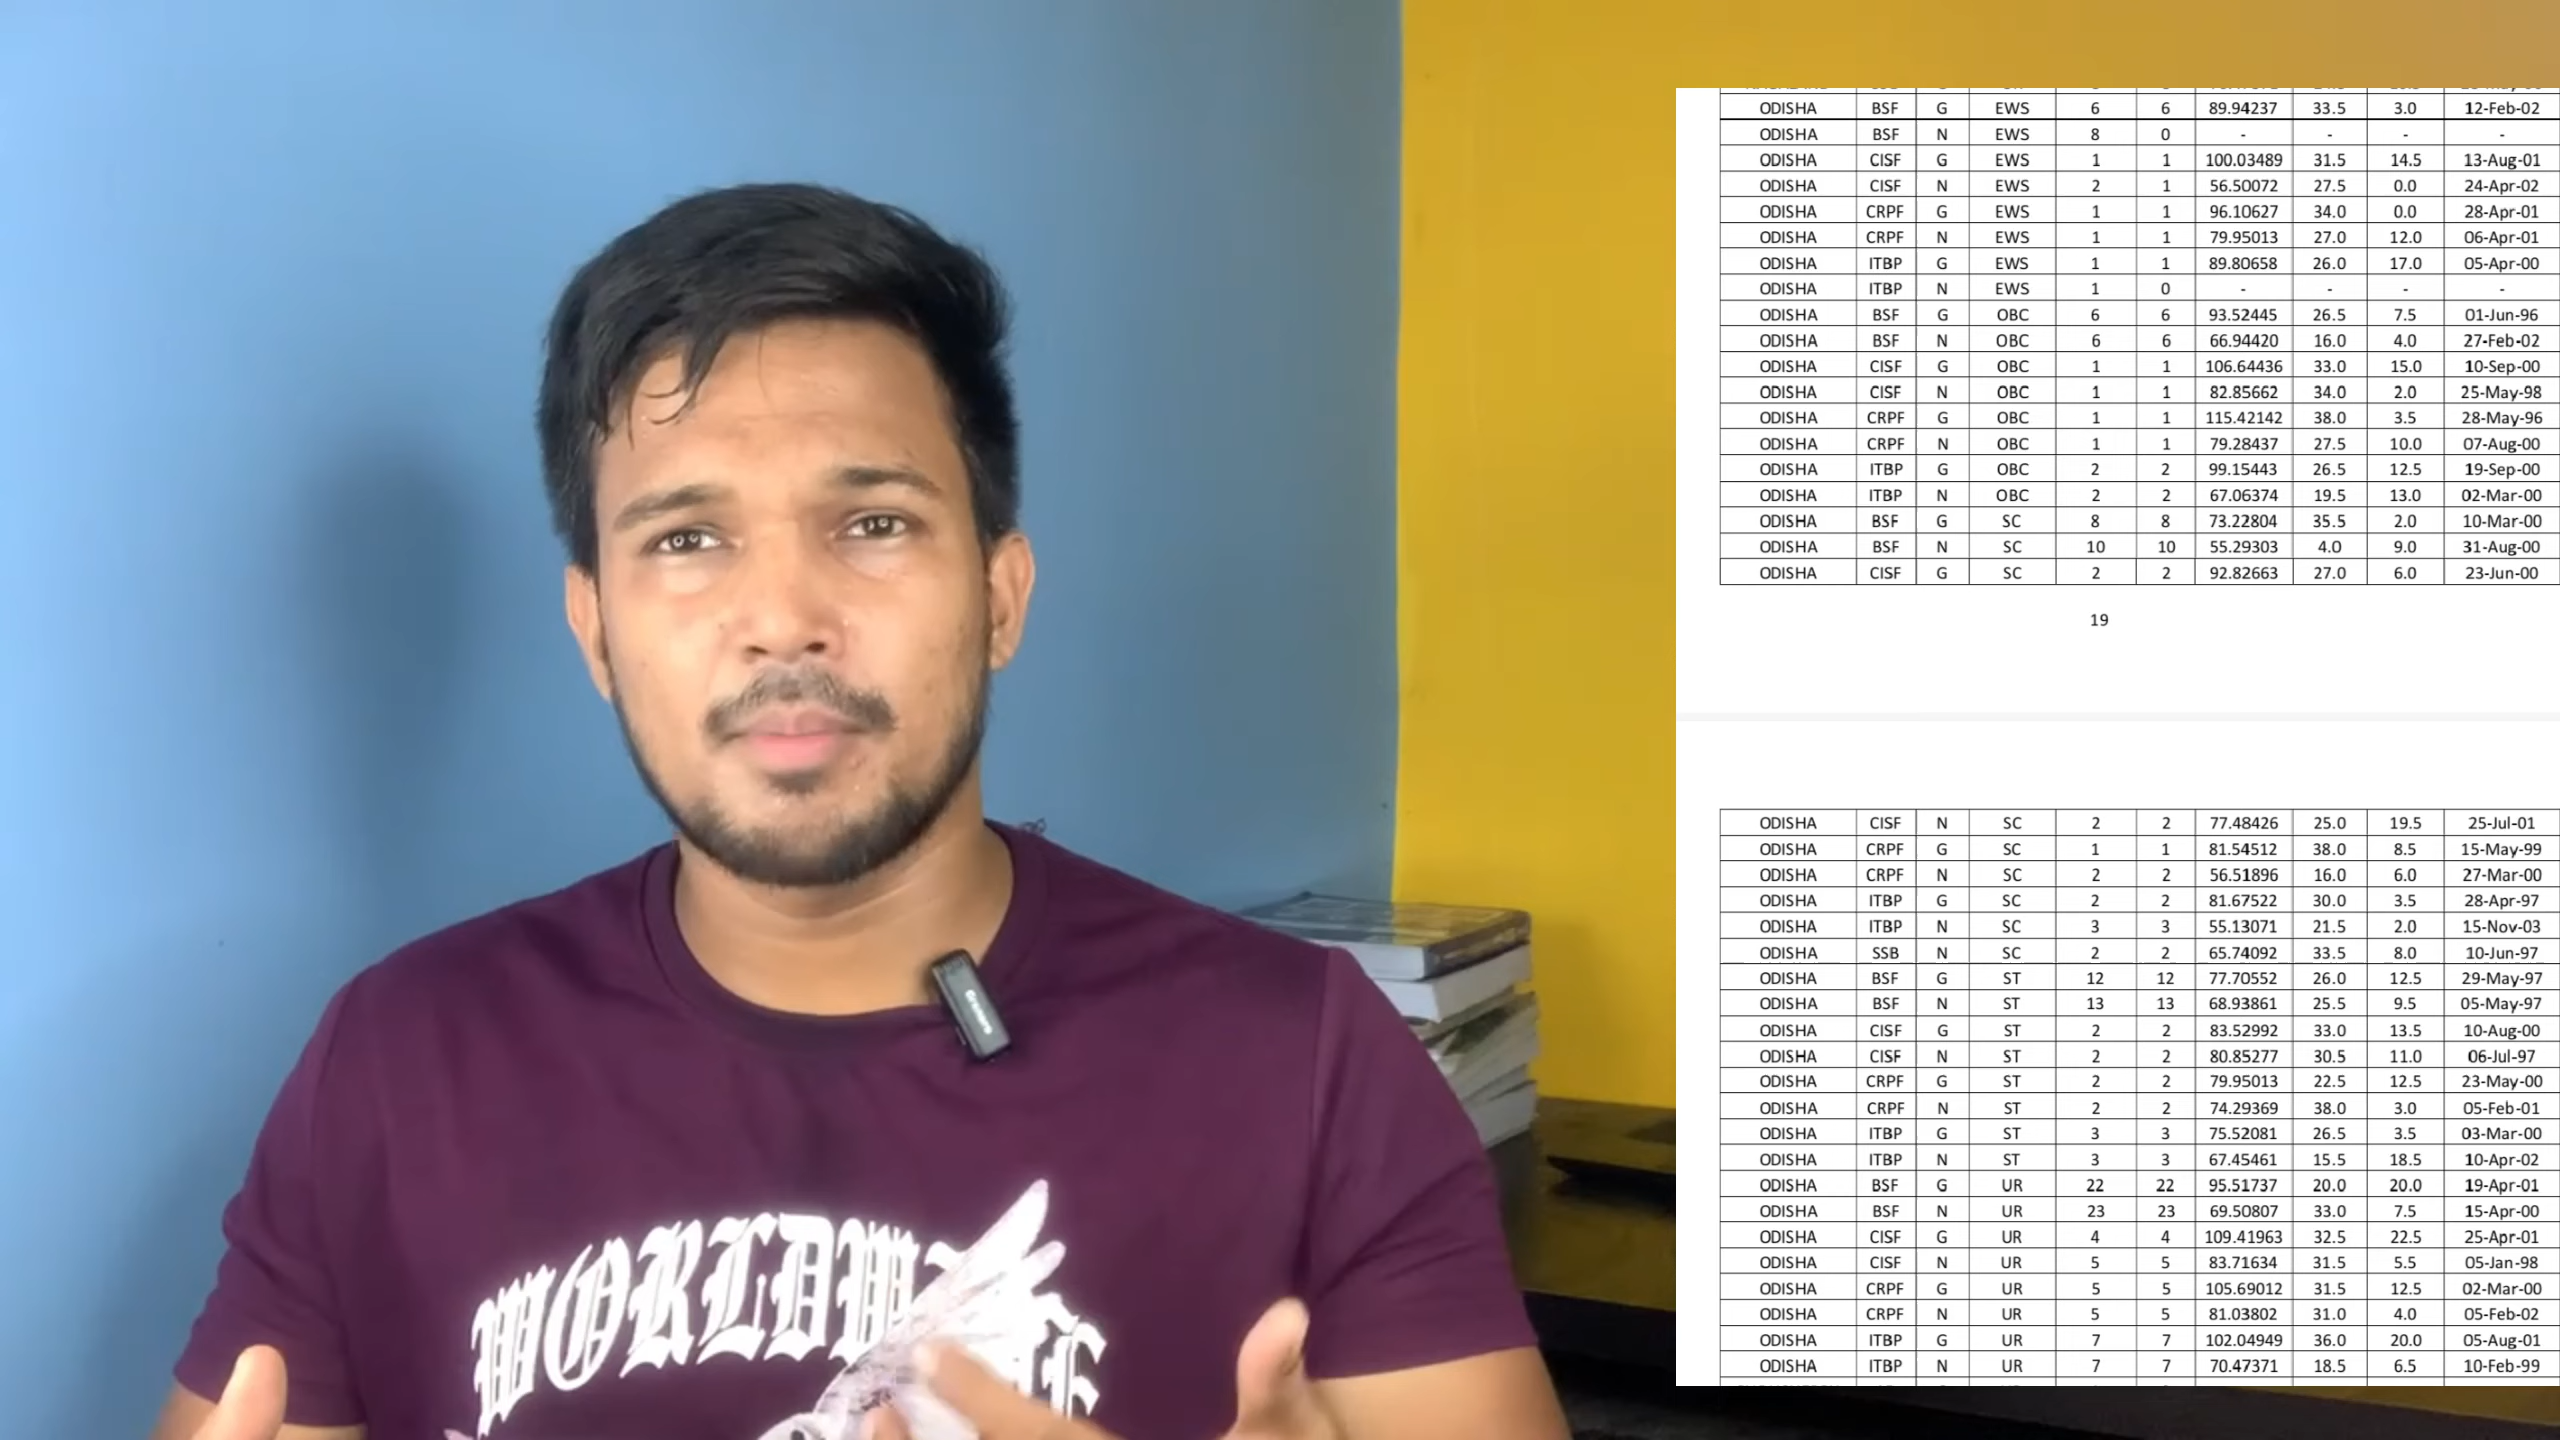 ODISHA BSF G EWS 6 6 89.94237 33.5 3.0 12-Feb-02
ODISHA BSF N EWS 8 0 - - - -
ODISHA CISF G EWS 1 1 100.03489 31.5 14.5 13-Aug-01
ODISHA CISF N EWS 2 1 56.50072 27.5 0.0 24-Apr-02
ODISHA CRPF G EWS 1 1 96.10627 34.0 0.0 28-Apr-01
ODISHA CRPF N EWS 1 1 79.95013 27.0 12.0 06-Apr-01
ODISHA ITBP G EWS 1 1 89.80658 26.0 17.0 05-Apr-00
ODISHA ITBP N EWS 1 0 - - - -
ODISHA BSF G OBC 6 6 93.52445 26.5 7.5 01-Jun-96
ODISHA BSF N OBC 6 6 66.94420 16.0 4.0 27-Feb-02
ODISHA CISF G OBC 1 1 106.64436 33.0 15.0 10-Sep-00
ODISHA CISF N OBC 1 1 82.85662 34.0 2.0 25-May-98
ODISHA CRPF G OBC 1 1 115.42142 38.0 3.5 28-May-96
ODISHA CRPF N OBC 1 1 79.28437 27.5 10.0 07-Aug-00
ODISHA ITBP G OBC 2 2 99.15443 26.5 12.5 19-Sep-00
ODISHA ITBP N OBC 2 2 67.06374 19.5 13.0 02-Mar-00
ODISHA BSF G SC 8 8 73.22804 35.5 2.0 10-Mar-00
ODISHA BSF N SC 10 10 55.29303 4.0 9.0 31-Aug-00
ODISHA CISF G SC 2 2 92.82663 27.0 6.0 23-Jun-00
19
ODISHA CISF N SC 2 2 77.48426 25.0 19.5 25-Jul-01
ODISHA CRPF G SC 1 1 81.54512 38.0 8.5 15-May-99
ODISHA CRPF N SC 2 2 56.51896 16.0 6.0 27-Mar-00
ODISHA ITBP G SC 2 2 81.67522 30.0 3.5 28-Apr-97
ODISHA ITBP N SC 3 3 55.13071 21.5 2.0 15-Nov-03
ODISHA SSB N SC 2 2 65.74092 33.5 8.0 10-Jun-97
ODISHA BSF G ST 12 12 77.70552 26.0 12.5 29-May-97
ODISHA BSF N ST 13 13 68.93861 25.5 9.5 05-May-97
ODISHA CISF G ST 2 2 83.52992 33.0 13.5 10-Aug-00
ODISHA CISF N ST 2 2 80.85277 30.5 11.0 06-Jul-97
ODISHA CRPF G ST 2 2 79.95013 22.5 12.5 23-May-00
ODISHA CRPF N ST 2 2 74.29369 38.0 3.0 05-Feb-01
ODISHA ITBP G ST 3 3 75.52081 26.5 3.5 03-Mar-00
ODISHA ITBP N ST 3 3 67.45461 15.5 18.5 10-Apr-02
ODISHA BSF G UR 22 22 95.51737 20.0 20.0 19-Apr-01
ODISHA BSF N UR 23 23 69.50807 33.0 7.5 15-Apr-00
ODISHA CISF G UR 4 4 109.41963 32.5 22.5 25-Apr-01
ODISHA CISF N UR 5 5 83.71634 31.5 5.5 05-Jan-98
ODISHA CRPF G UR 5 5 105.69012 31.5 12.5 02-Mar-00
ODISHA CRPF N UR 5 5 81.03802 31.0 4.0 05-Feb-02
ODISHA ITBP G UR 7 7 102.04949 36.0 20.0 05-Aug-01
ODISHA ITBP N UR 7 7 70.47371 18.5 6.5 10-Feb-99